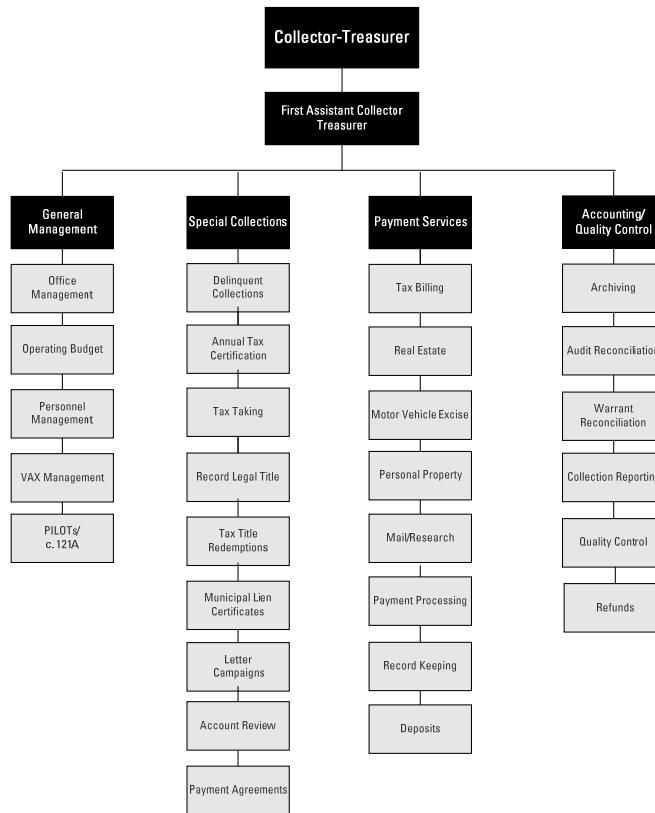 Collector-Treasurer
First Assistant Collector
Treasurer
General
Management
Office
Management
Operating Budget
Personnel
Management
VAX Management
PILOTs/
c. 121A
Special Collections
Delinquent
Collections
Annual Tax
Certification
Tax Taking
Record Legal Title
Tax Title
Redemptions
Municipal Lien
Certificates
Letter
Campaigns
Account Review
Payment Agreements
Payment Services
Tax Billing
Real Estate
Motor Vehicle Excise
Personal Property
Mail/Research
Payment Processing
Record Keeping
Deposits
Accounting/
Quality Control
Archiving
Audit Reconciliation
Warrant
Reconciliation
Collection Reporting
Quality Control
Refunds